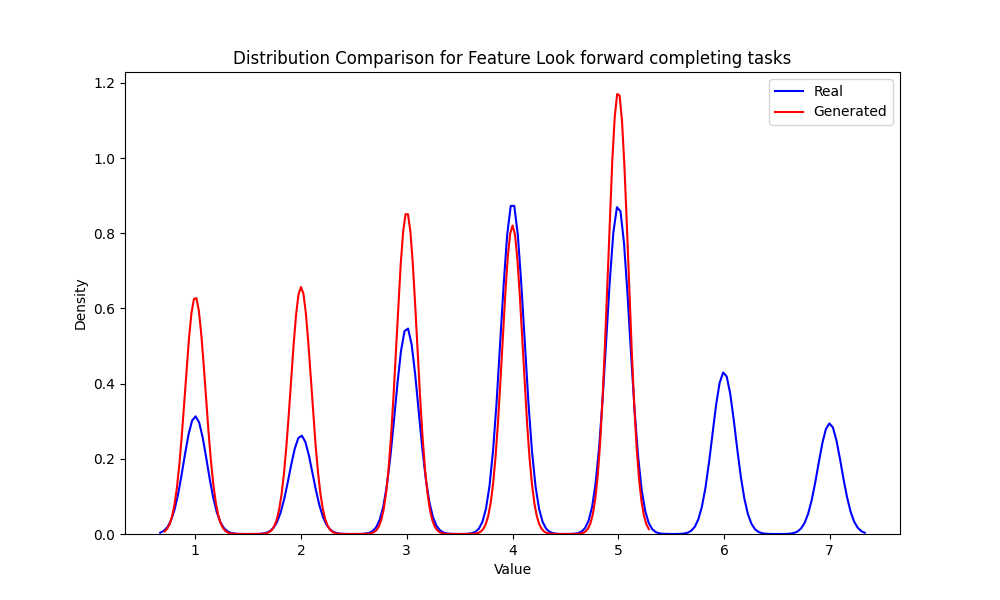 Distribution Comparison for Feature Look forward completing tasks
Real
Generated
1.2
1.0
0.8
0.6
0.4
0.2
0.0
Density
1 2 3 4 5 6 7
Value